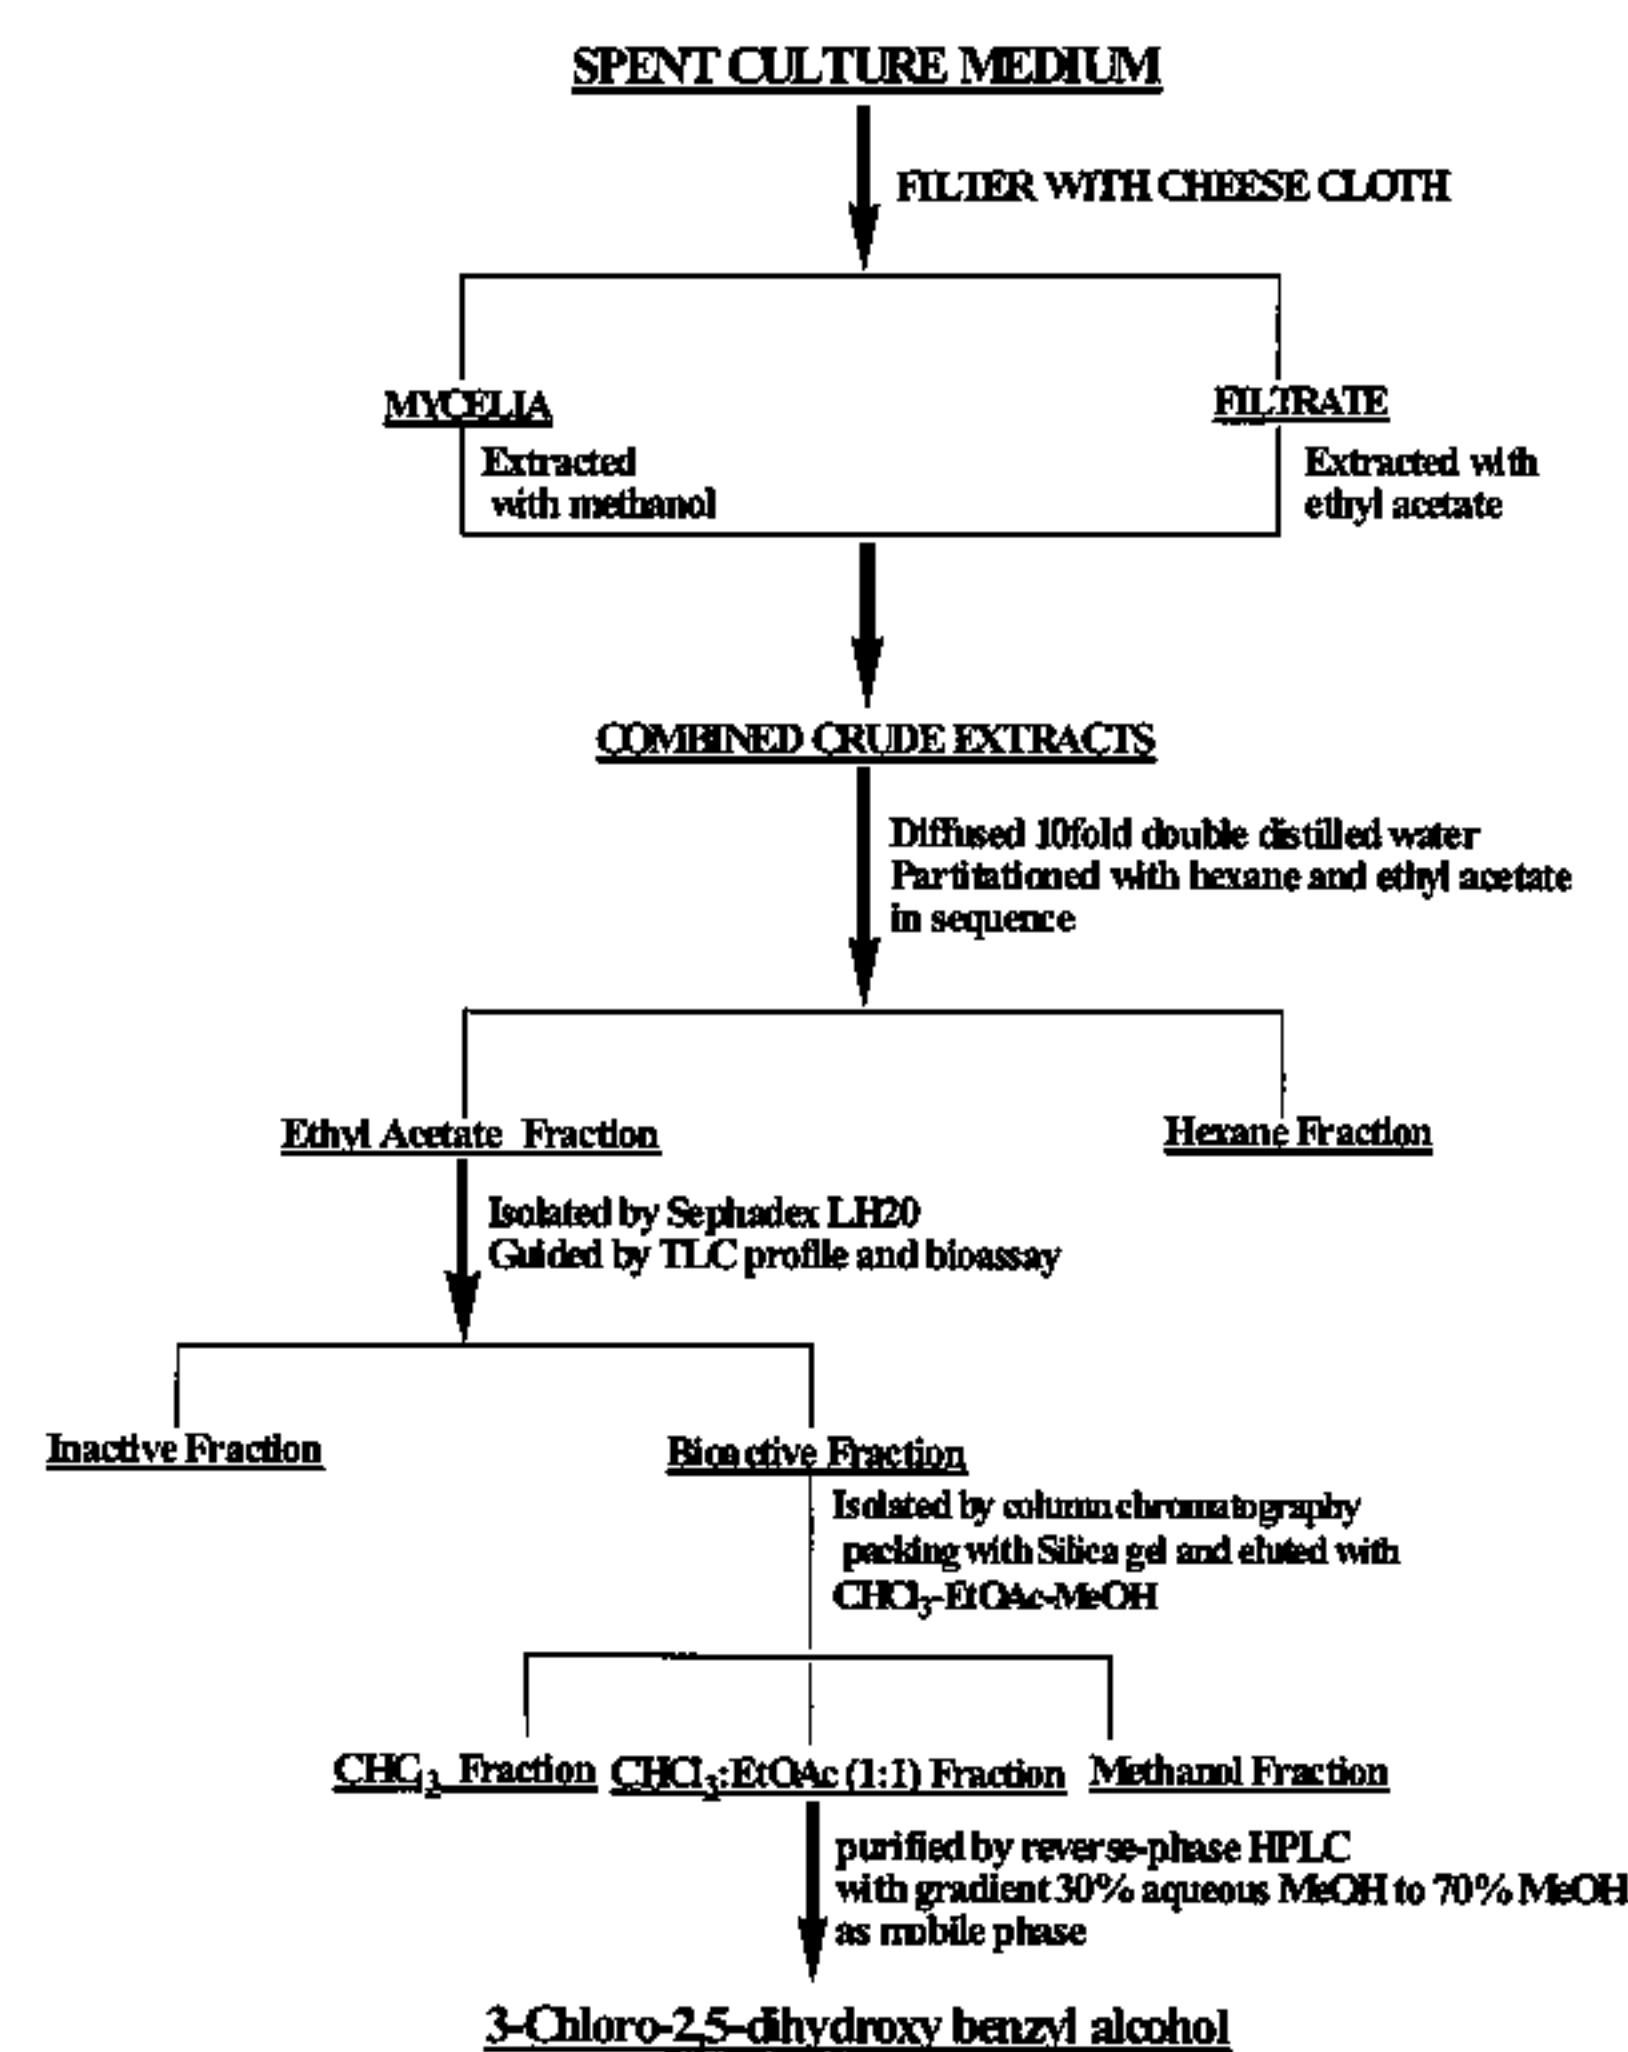 SPENT CULTURE MEDIUM
FILTER WITH CHEESE CLOTH
MYCELIA
FILTRATE
Extracted
with methanol
Extracted with
ethyl acetate
COMBINED CRUDE EXTRACTS
Diffused 10fold double distilled water
Partitationed with hexane and ethyl acetate
in sequence
Ethyl Acetate Fraction
Hexane Fraction
Isolated by Sephadex LH20
Guided by TLC profile and bioassay
Inactive Fraction
Bioactive Fraction
Isolated by column chromatography
packing with Silica gel and eluted with
CHCl3-EtOAc-MeOH
CHCl3 Fraction
CHCl3:EtOAc (1:1) Fraction
Methanol Fraction
purified by reverse-phase HPLC
with gradient 30% aqueous MeOH to 70% MeOH
as mobile phase
3-Chloro-2,5-dihydroxy benzyl alcohol